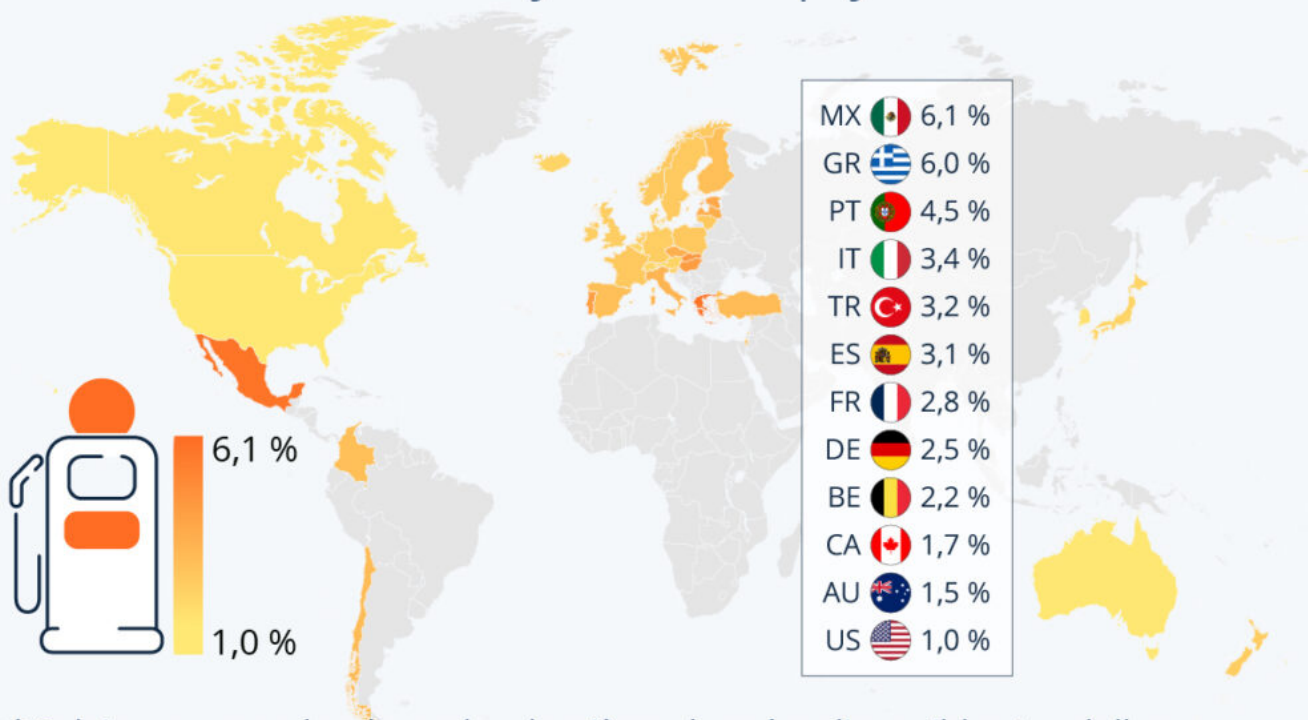 MX 6,1 %
GR 6,0 %
PT 4,5 %
IT 3,4 %
TR 3,2 %
ES 3,1 %
FR 2,8 %
DE 2,5 %
BE 2,2 %
CA 1,7 %
AU 1,5 %
US 1,0 %
6,1 %
1,0 %